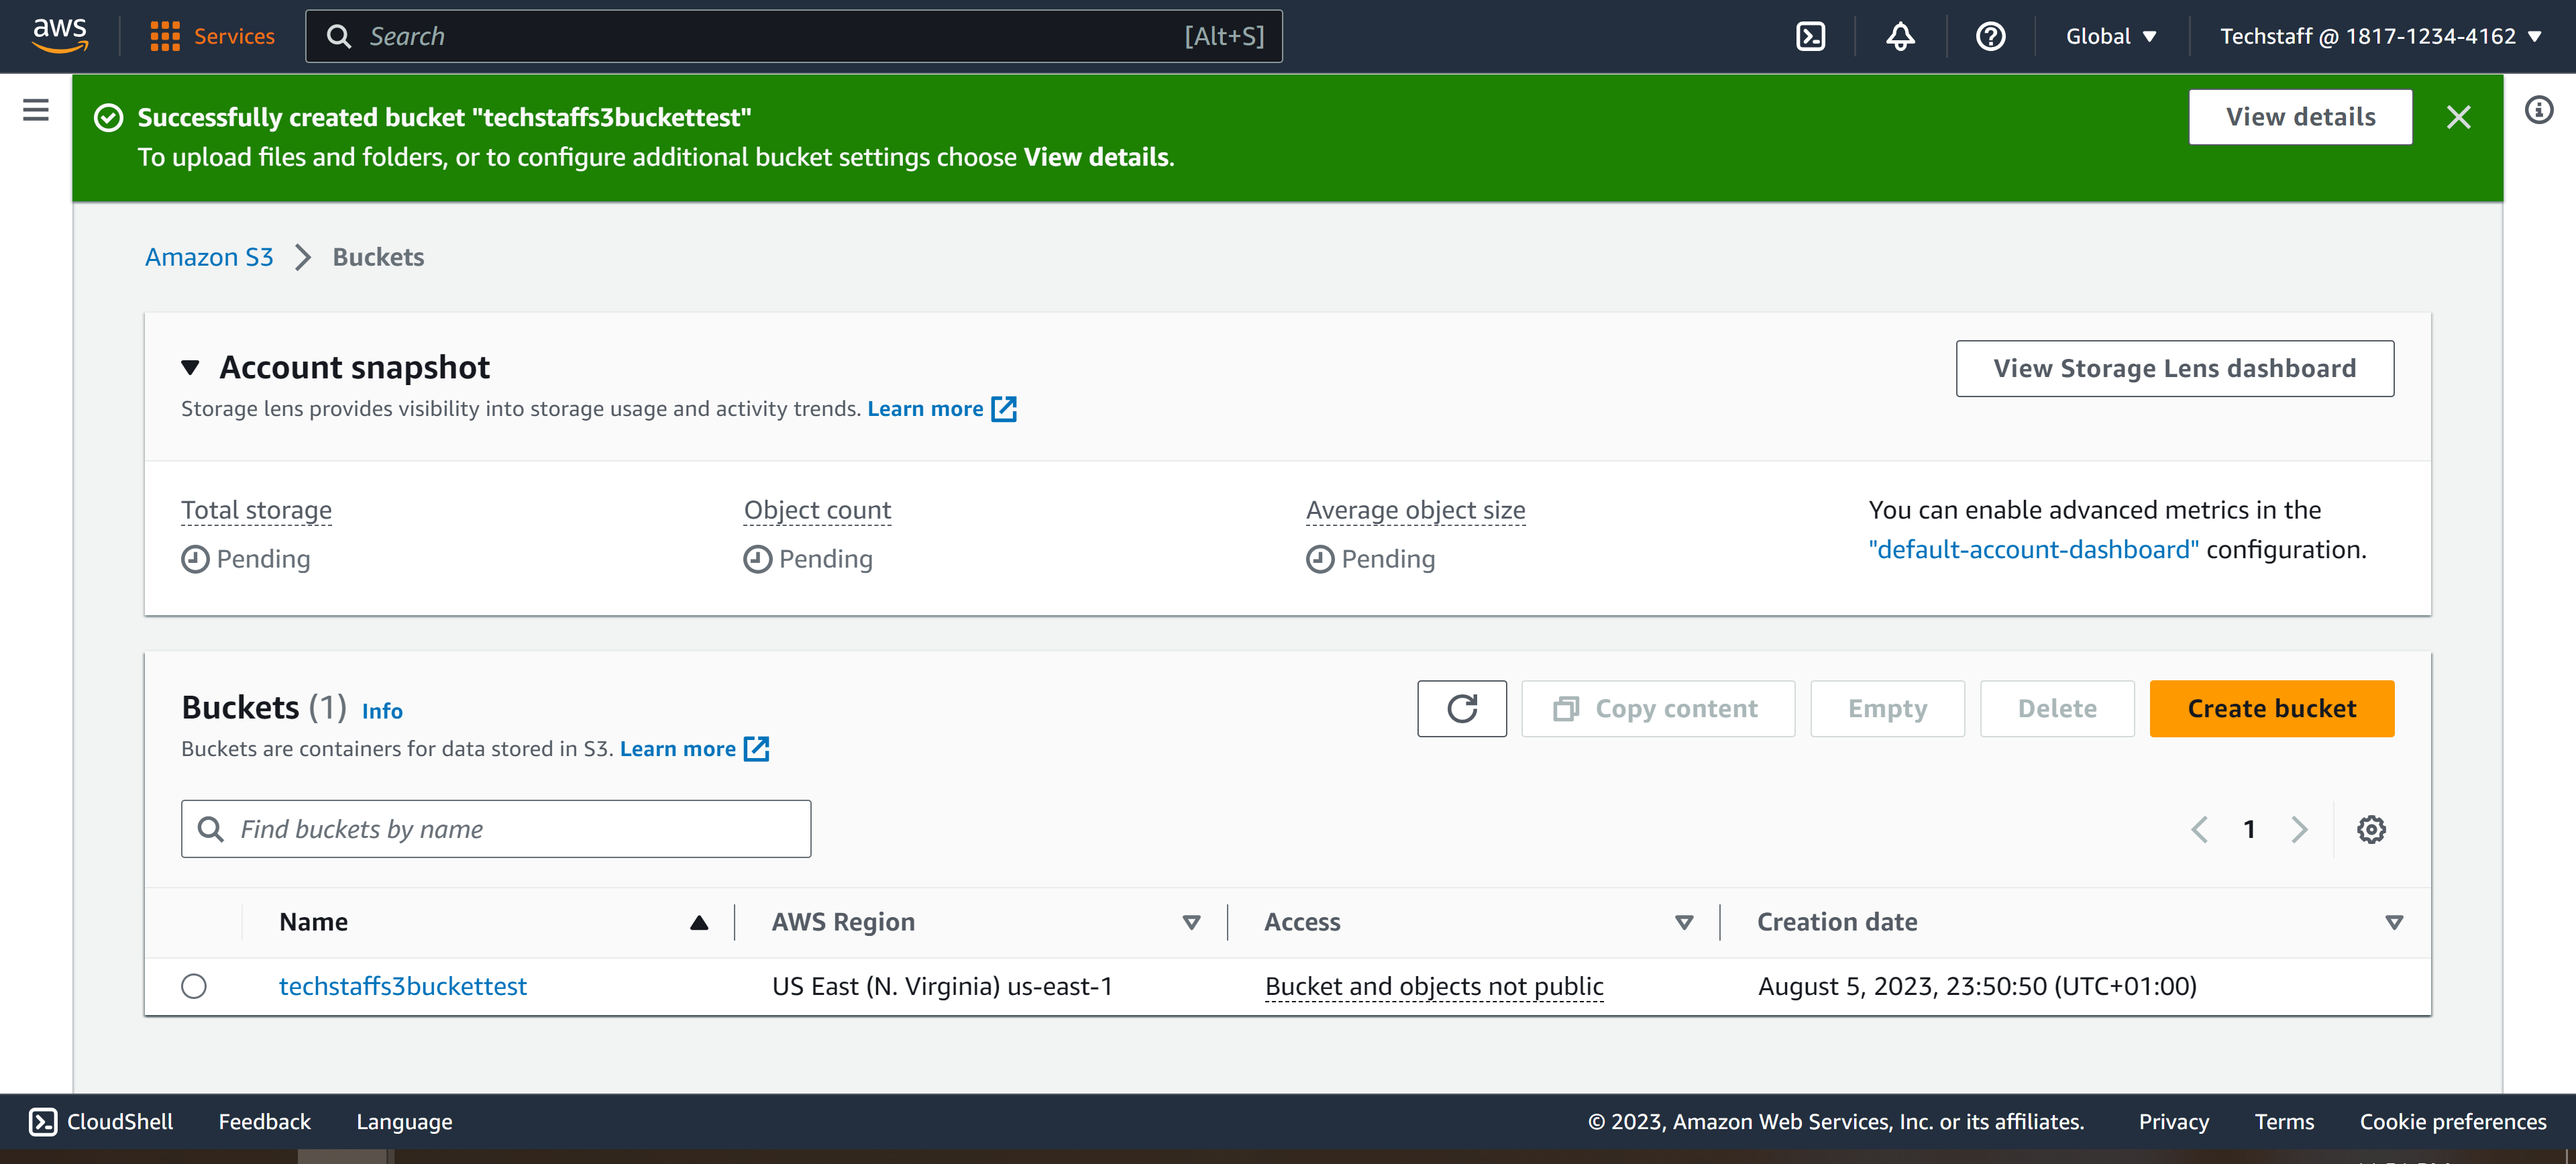 aws
Services
Search [Alt+S]
Global
Techstaff @ 1817-1234-4162
Successfully created bucket "techstaffs3buckettest"
To upload files and folders, or to configure additional bucket settings choose View details.
View details
Amazon S3 Buckets
Account snapshot
Storage lens provides visibility into storage usage and activity trends. Learn more
View Storage Lens dashboard
Total storage
Pending
Object count
Pending
Average object size
Pending
You can enable advanced metrics in the
"default-account-dashboard" configuration.
Buckets (1) Info
Buckets are containers for data stored in S3. Learn more
Copy content
Empty
Delete
Create bucket
Find buckets by name
1
Name AWS Region Access Creation date
techstaffs3buckettest US East (N. Virginia) us-east-1 Bucket and objects not public August 5, 2023, 23:50:50 (UTC+01:00)
CloudShell Feedback Language © 2023, Amazon Web Services, Inc. or its affiliates. Privacy Terms Cookie preferences